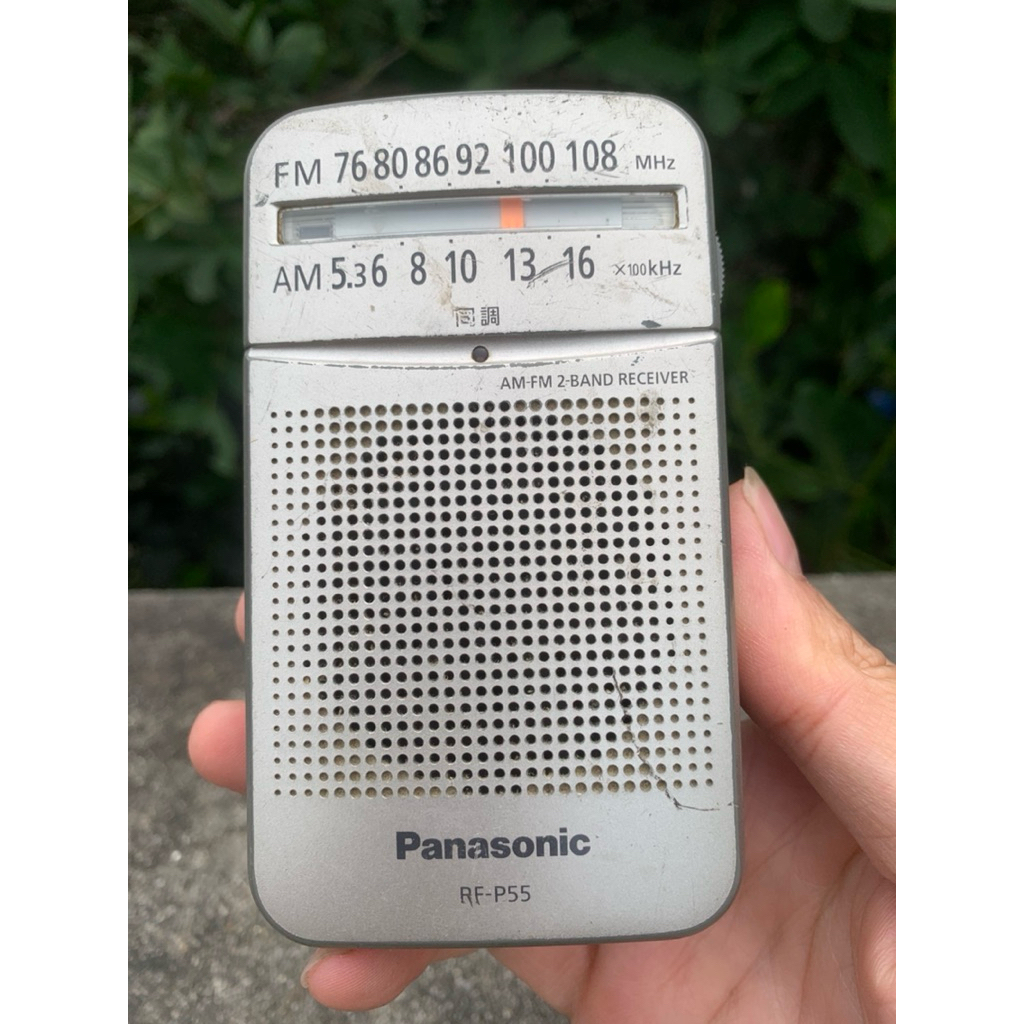 FM 76 80 86 92 100 108 MHz
AM 5.3 6 8 10 13 16 ×100kHz
同調
AM-FM 2-BAND RECEIVER
Panasonic
RF-P55